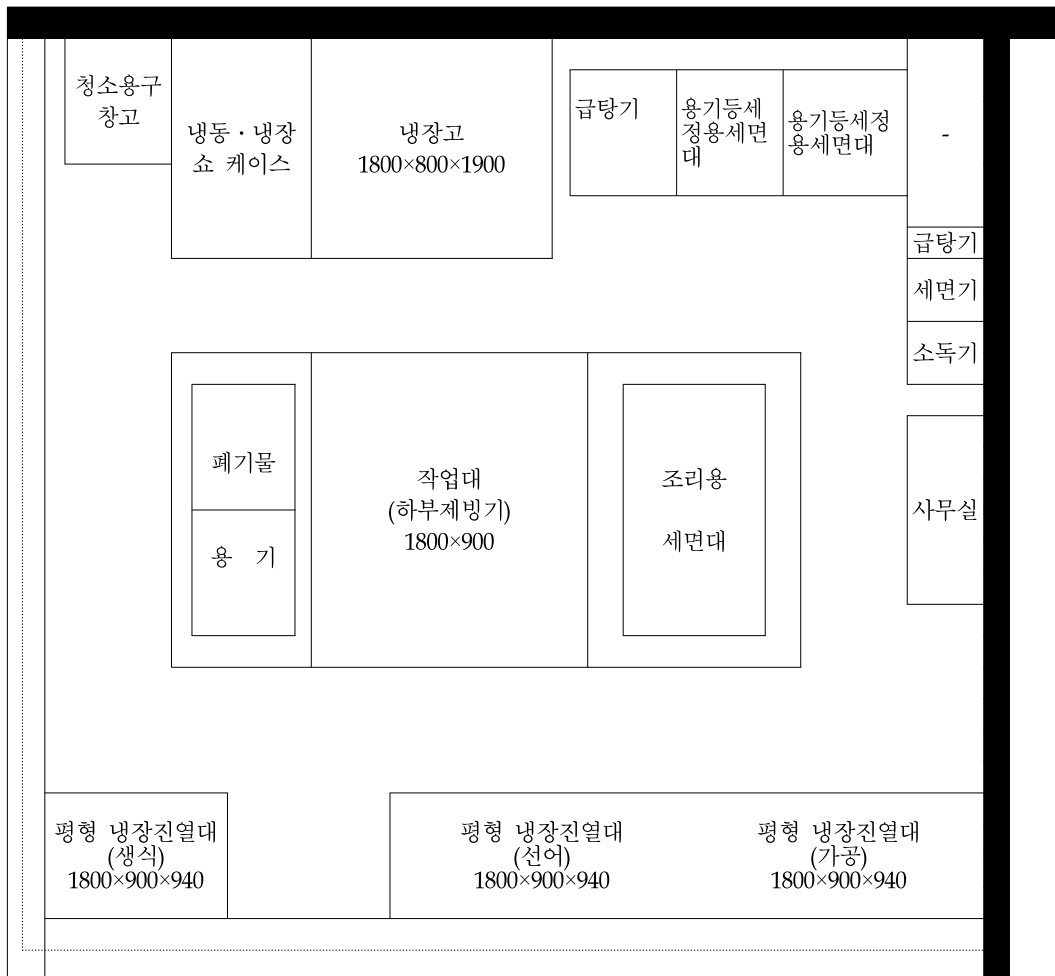 청소용구
창고
냉동·냉장
쇼 케이스
냉장고
1800×800×1900
급탕기
용기등세
정용세면
대
용기등세정
용세면대
-
급탕기
세면기
소독기
폐기물
용 기
작업대
(하부제빙기)
1800×900
조리용
세면대
사무실
평형 냉장진열대
(생식)
1800×900×940
평형 냉장진열대
(선어)
1800×900×940
평형 냉장진열대
(가공)
1800×900×940